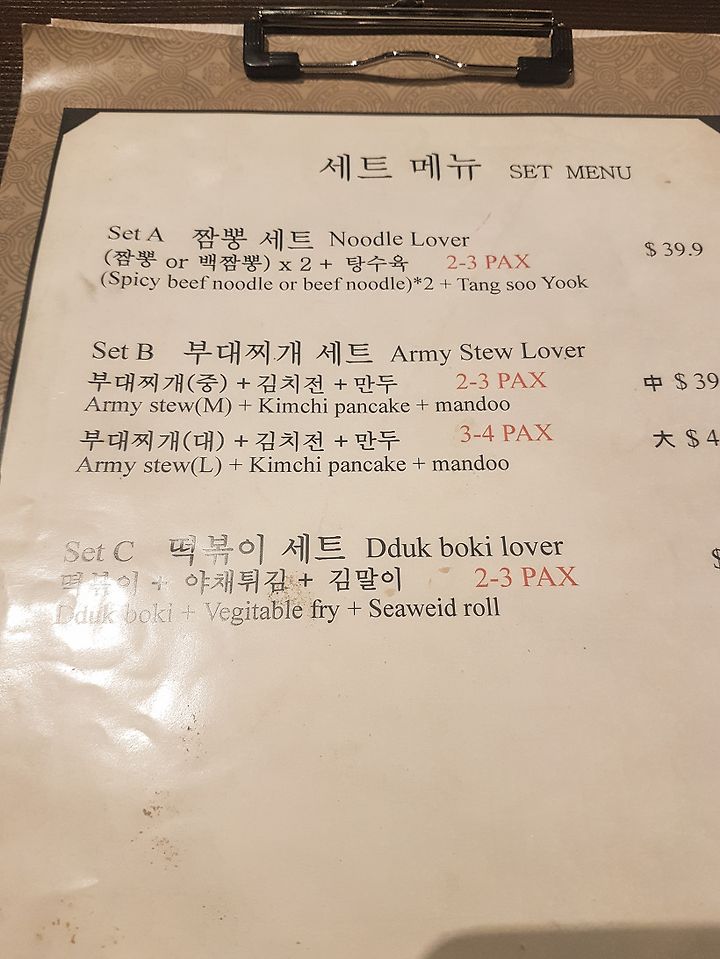 세트 메뉴 SET MENU
Set A 짬뽕 세트 Noodle Lover $ 39.9
(짬뽕 or 백짬뽕) x 2 + 탕수육 2-3 PAX
(Spicy beef noodle or beef noodle)*2 + Tang soo Yook
Set B 부대찌개 세트 Army Stew Lover
부대찌개(중) + 김치전 + 만두 2-3 PAX 中 $ 39
Army stew(M) + Kimchi pancake + mandoo
부대찌개(대) + 김치전 + 만두 3-4 PAX 大 $ 4
Army stew(L) + Kimchi pancake + mandoo
Set C 떡볶이 세트 Dduk boki lover $
떡볶이 + 야채튀김 + 김말이 2-3 PAX
Dduk boki + Vegitable fry + Seaweid roll